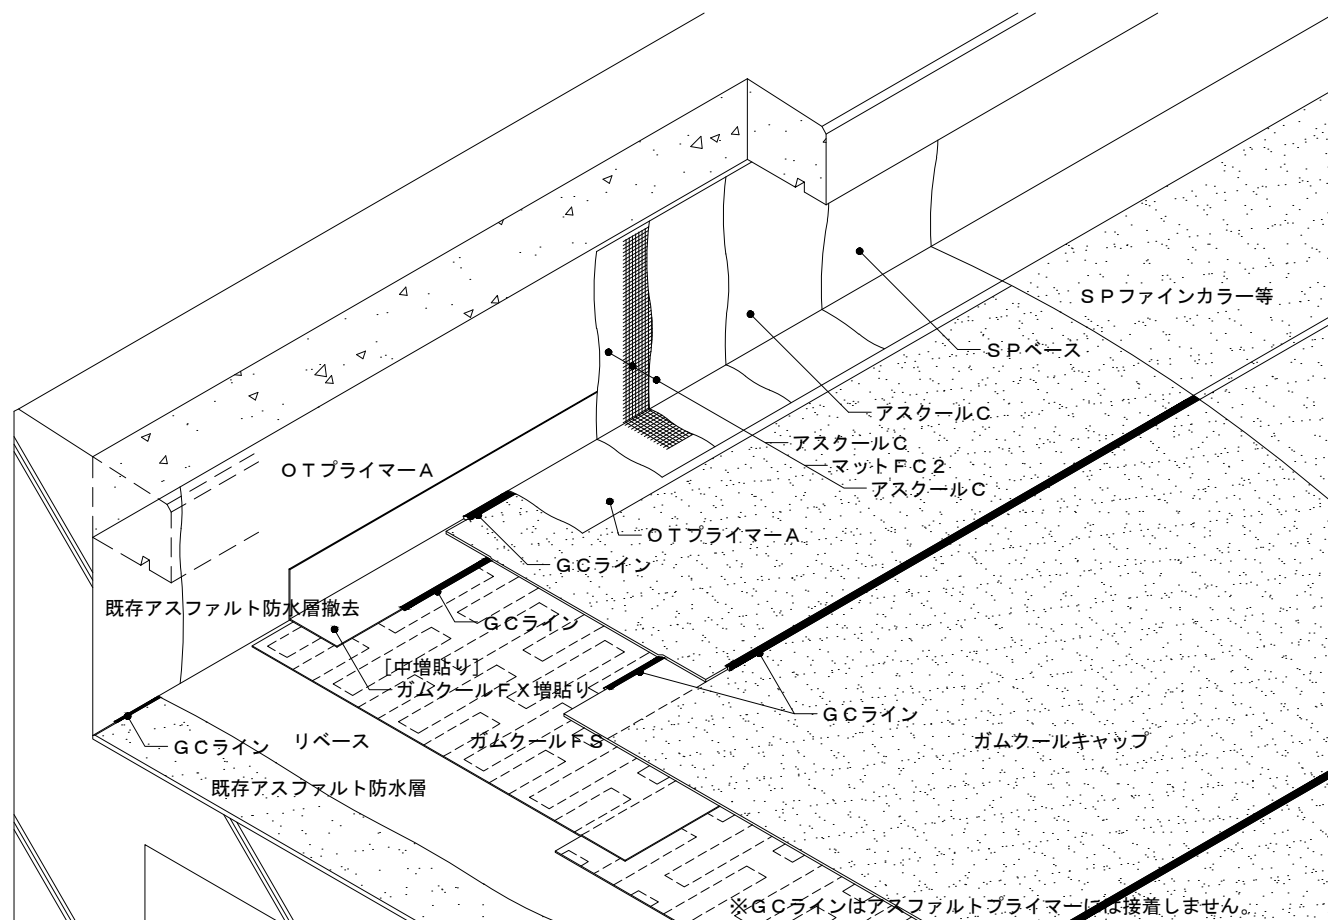 ＳＰファインカラー等
ＳＰベース
アスクールＣ
アスクールＣ
マットＦＣ２
アスクールＣ
ＯＴプライマーＡ
ＯＴプライマーＡ
ＧＣライン
既存アスファルト防水層撤去
ＧＣライン
［中増貼り］
ガムクールＦＸ増貼り
ＧＣライン
ＧＣライン
リベース
ガムクールＦＳ
ガムクールキャップ
既存アスファルト防水層
※ＧＣラインはアスファルトプライマーには接着しません。